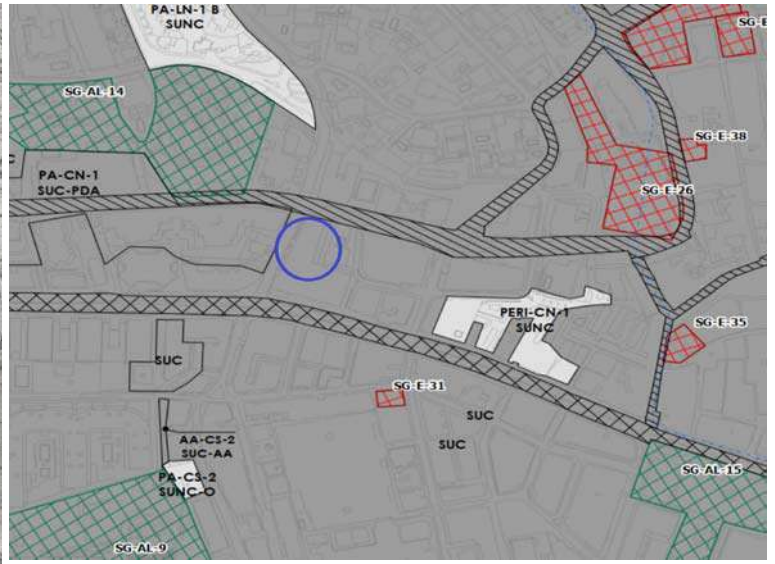 PA-LN-1 B
SUNC
SG-E
SG-AL-14
SG-E-38
C
PA-CN-1
SUC-PDA
SG-E-26
PERI-CN-1
SUNC
SG-E-35
SUC
SG-E-31
SUC
AA-CS-2
SUC-AA
SUC
SG-AL-15
PA-CS-2
SUNC-O
SG-AL-9